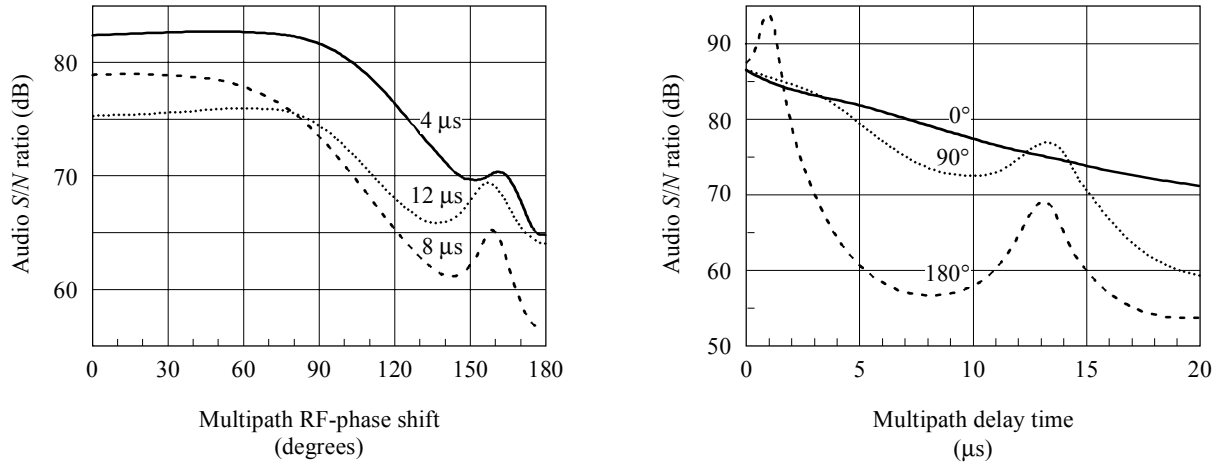 80
70
60
0
30
60
90
120
150
180
4 µs
12 µs
8 µs
Audio S/N ratio (dB)
Multipath RF-phase shift
(degrees)
90
80
70
60
50
0
5
10
15
20
0°
90°
180°
Audio S/N ratio (dB)
Multipath delay time
(µs)